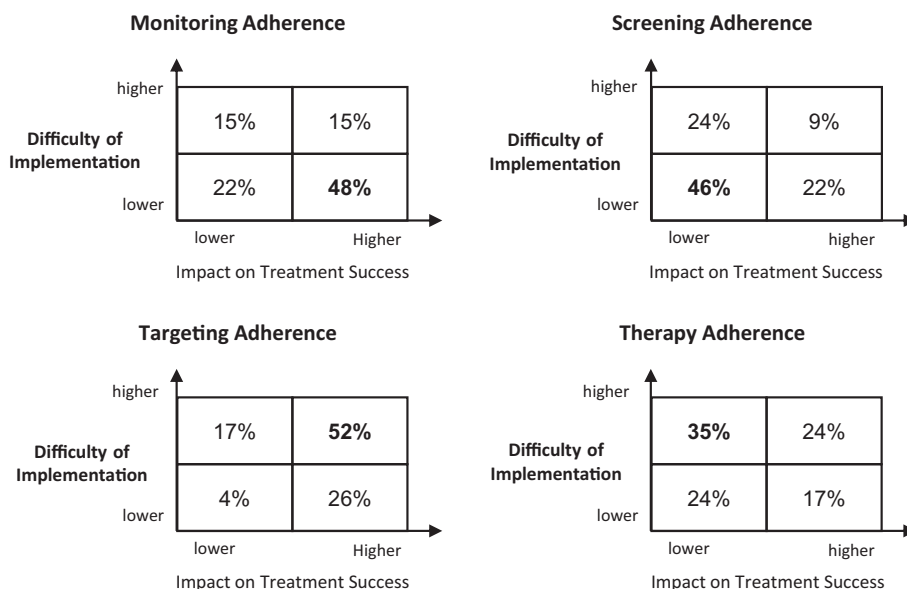 Monitoring Adherence
higher
Difficulty of
Implementation
15% 15%
22% 48%
lower
lower Higher
Impact on Treatment Success
Screening Adherence
higher
Difficulty of
Implementation
24% 9%
46% 22%
lower
lower higher
Impact on Treatment Success
Targeting Adherence
higher
Difficulty of
Implementation
17% 52%
4% 26%
lower
lower Higher
Impact on Treatment Success
Therapy Adherence
higher
Difficulty of
Implementation
35% 24%
24% 17%
lower
lower higher
Impact on Treatment Success